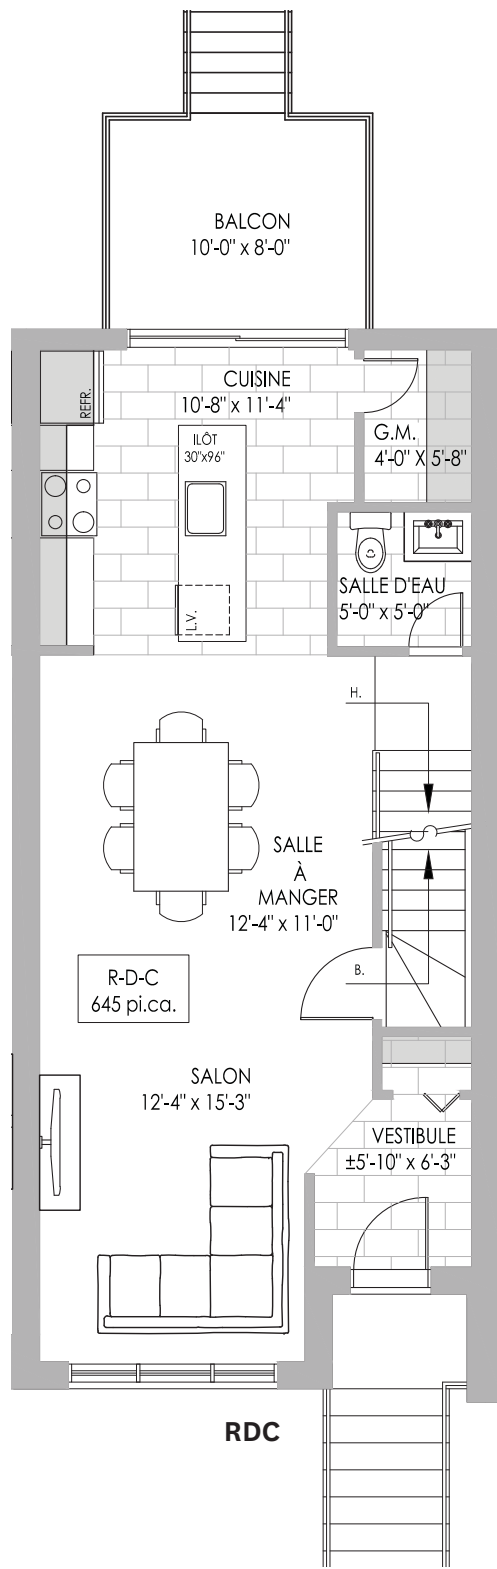 BALCON
10'-0" x 8'-0"
CUISINE
10'-8" x 11'-4"
REFR.
ILÔT
30"x96"
G.M.
4'-0" X 5'-8"
L.V.
SALLE D'EAU
5'-0" x 5'-0"
H.
SALLE
À
MANGER
12'-4" x 11'-0"
B.
R-D-C
645 pi.ca.
SALON
12'-4" x 15'-3"
VESTIBULE
±5'-10" x 6'-3"
RDC